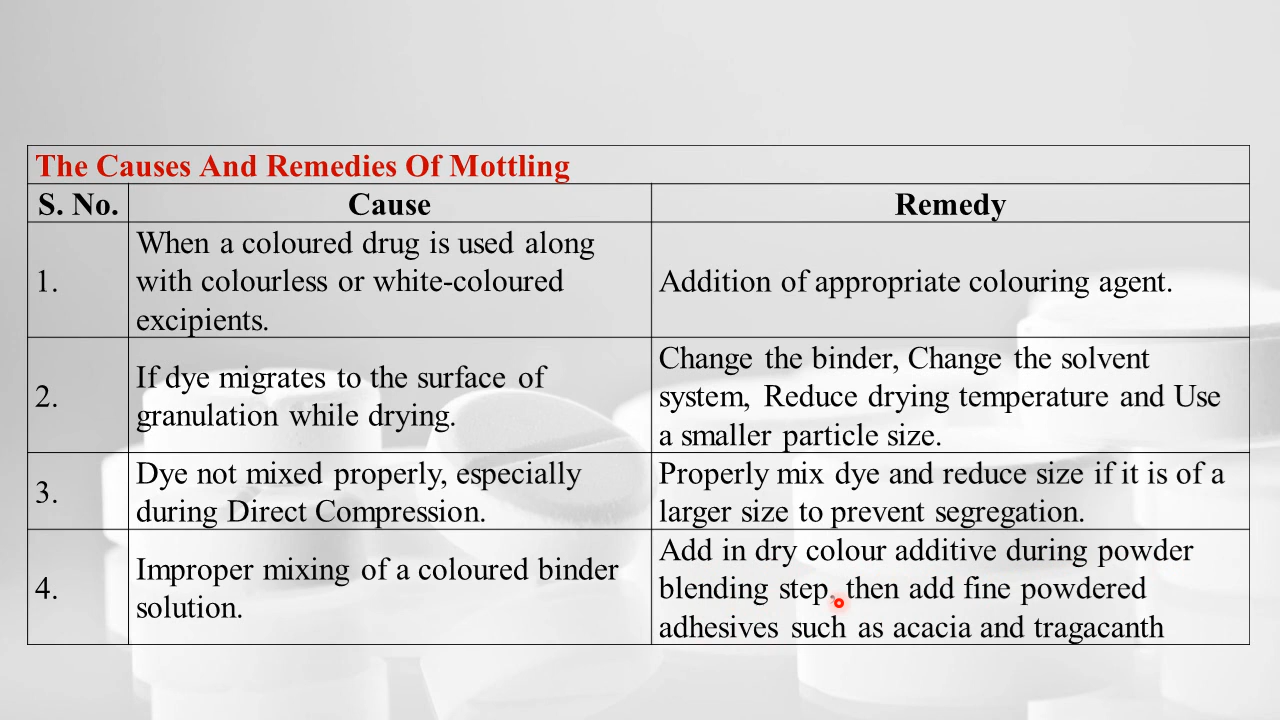 The Causes And Remedies Of Mottling
S. No. Cause Remedy
1. When a coloured drug is used along
with colourless or white-coloured
excipients.
Addition of appropriate colouring agent.
2. If dye migrates to the surface of
granulation while drying.
Change the binder, Change the solvent
system, Reduce drying temperature and Use
a smaller particle size.
3. Dye not mixed properly, especially
during Direct Compression.
Properly mix dye and reduce size if it is of a
larger size to prevent segregation.
4. Improper mixing of a coloured binder
solution.
Add in dry colour additive during powder
blending step, then add fine powdered
adhesives such as acacia and tragacanth